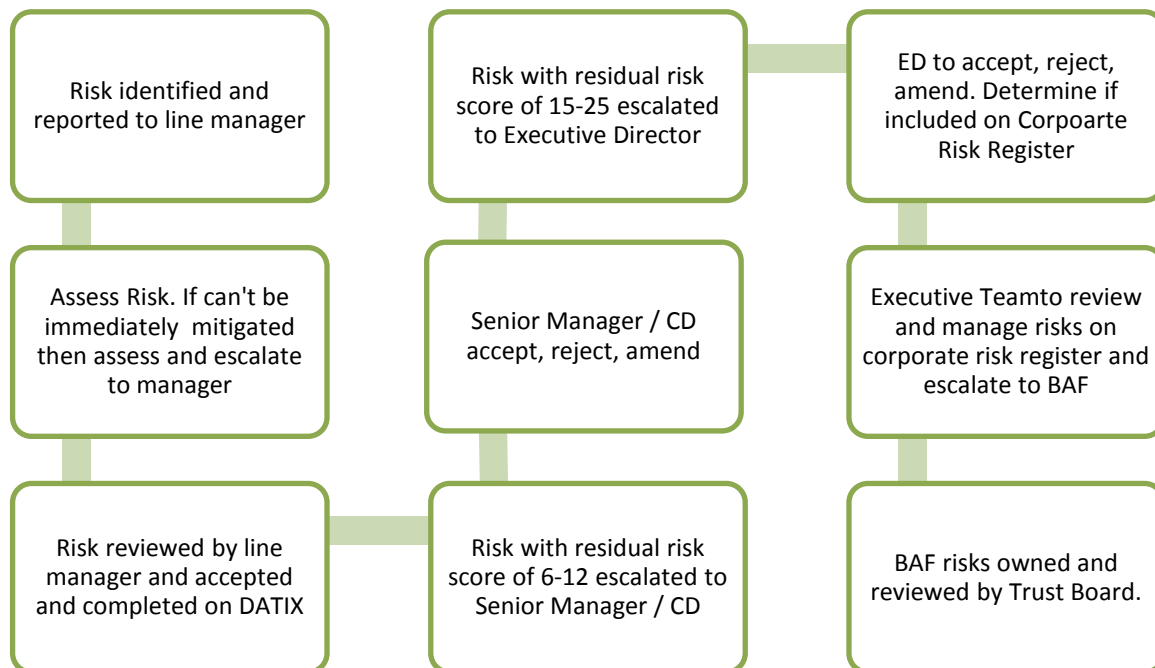 Risk identified and
reported to line manager
Assess Risk. If can't be
immediately mitigated
then assess and escalate
to manager
Risk reviewed by line
manager and accepted
and completed on DATIX
Risk with residual risk
score of 6-12 escalated to
Senior Manager / CD
Senior Manager / CD
accept, reject, amend
Risk with residual risk
score of 15-25 escalated
to Executive Director
ED to accept, reject,
amend. Determine if
included on Corpoarte
Risk Register
Executive Teamto review
and manage risks on
corporate risk register and
escalate to BAF
BAF risks owned and
reviewed by Trust Board.